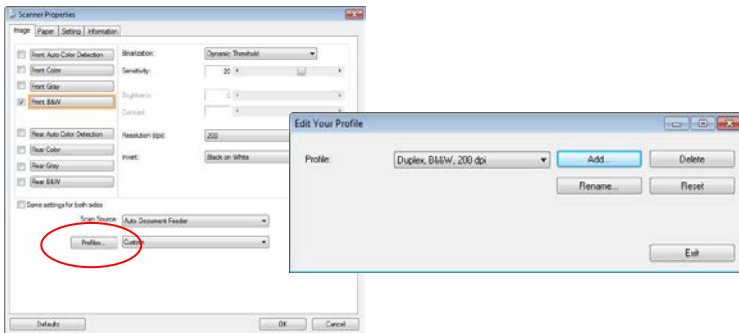 Scanner Properties
Image Paper Setting Information
Front Auto Color Detection
Front Color
Front Gray
Front B&W
Rear Auto Color Detection
Rear Color
Rear Gray
Rear B&W
Binarization: Dynamic Threshold
Sensitivity: 20
Brightness: 0
Contrast:
Resolution (dpi): 200
Invert: Black on White
Same settings for both sides
Scan Source: Auto Document Feeder
Profiles... Custom
Defaults OK Cancel
Edit Your Profile
Profile: Duplex, B&W, 200 dpi Add... Delete
Rename... Reset
Exit